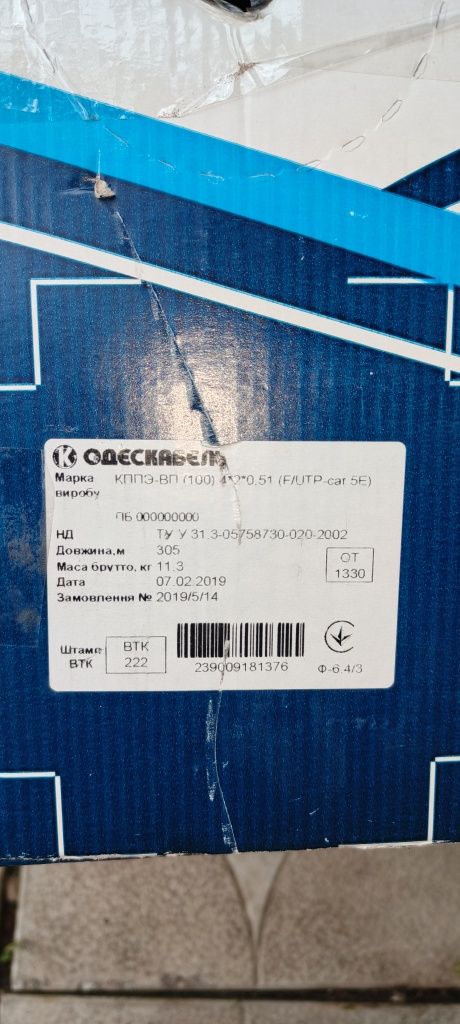 ОДЕСКАБЕЛЬ
Марка виробу КППЭ-ВП (100) 4*2*0,51 (F/UTP-cat 5E)
ПБ 000000000
НД ТУ У 31.3-05758730-020-2002
Довжина,м 305
Маса брутто, кг 11.3
Дата 07.02.2019
Замовлення № 2019/5/14
ОТ
1330
Штамп ВТК
ВТК
222
239009181376
Ф-6.4/3